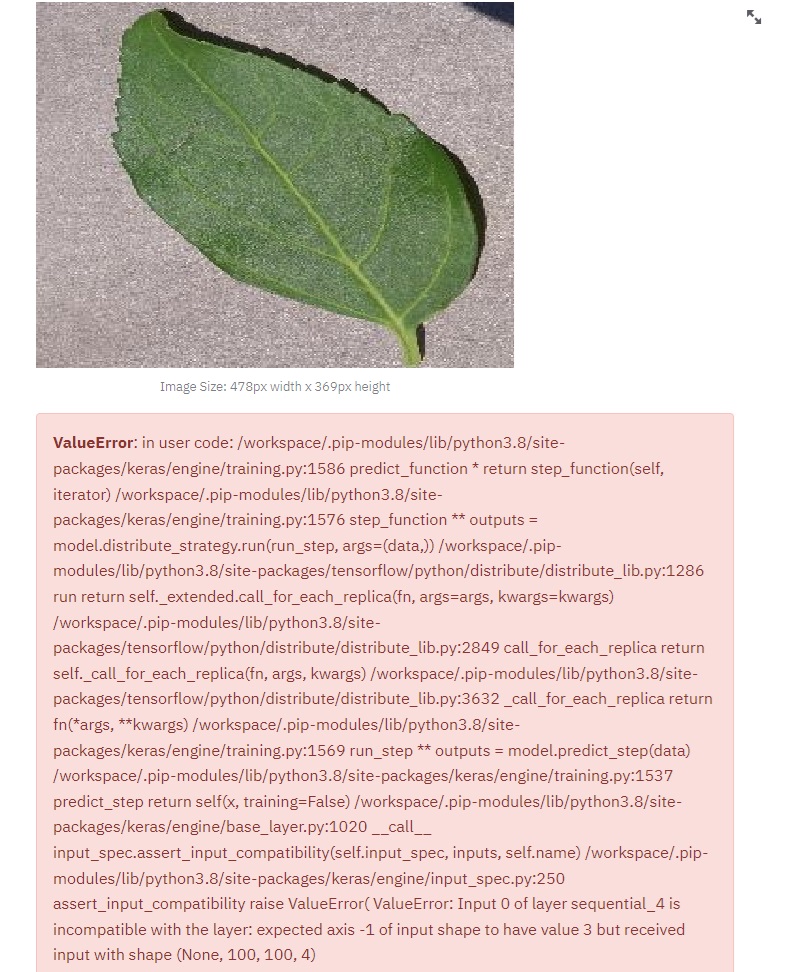 Image Size: 478px width x 369px height
ValueError: in user code: /workspace/.pip-modules/lib/python3.8/site-
packages/keras/engine/training.py:1586 predict_function * return step_function(self,
iterator) /workspace/.pip-modules/lib/python3.8/site-
packages/keras/engine/training.py:1576 step_function ** outputs =
model.distribute_strategy.run(run_step, args=(data,)) /workspace/.pip-
modules/lib/python3.8/site-packages/tensorflow/python/distribute/distribute_lib.py:1286
run return self._extended.call_for_each_replica(fn, args=args, kwargs=kwargs)
/workspace/.pip-modules/lib/python3.8/site-
packages/tensorflow/python/distribute/distribute_lib.py:2849 call_for_each_replica return
self._call_for_each_replica(fn, args, kwargs) /workspace/.pip-modules/lib/python3.8/site-
packages/tensorflow/python/distribute/distribute_lib.py:3632 _call_for_each_replica return
fn(*args, **kwargs) /workspace/.pip-modules/lib/python3.8/site-
packages/keras/engine/training.py:1569 run_step ** outputs = model.predict_step(data)
/workspace/.pip-modules/lib/python3.8/site-packages/keras/engine/training.py:1537
predict_step return self(x, training=False) /workspace/.pip-modules/lib/python3.8/site-
packages/keras/engine/base_layer.py:1020 __call__
input_spec.assert_input_compatibility(self.input_spec, inputs, self.name) /workspace/.pip-
modules/lib/python3.8/site-packages/keras/engine/input_spec.py:250
assert_input_compatibility raise ValueError( ValueError: Input 0 of layer sequential_4 is
incompatible with the layer: expected axis -1 of input shape to have value 3 but received
input with shape (None, 100, 100, 4)